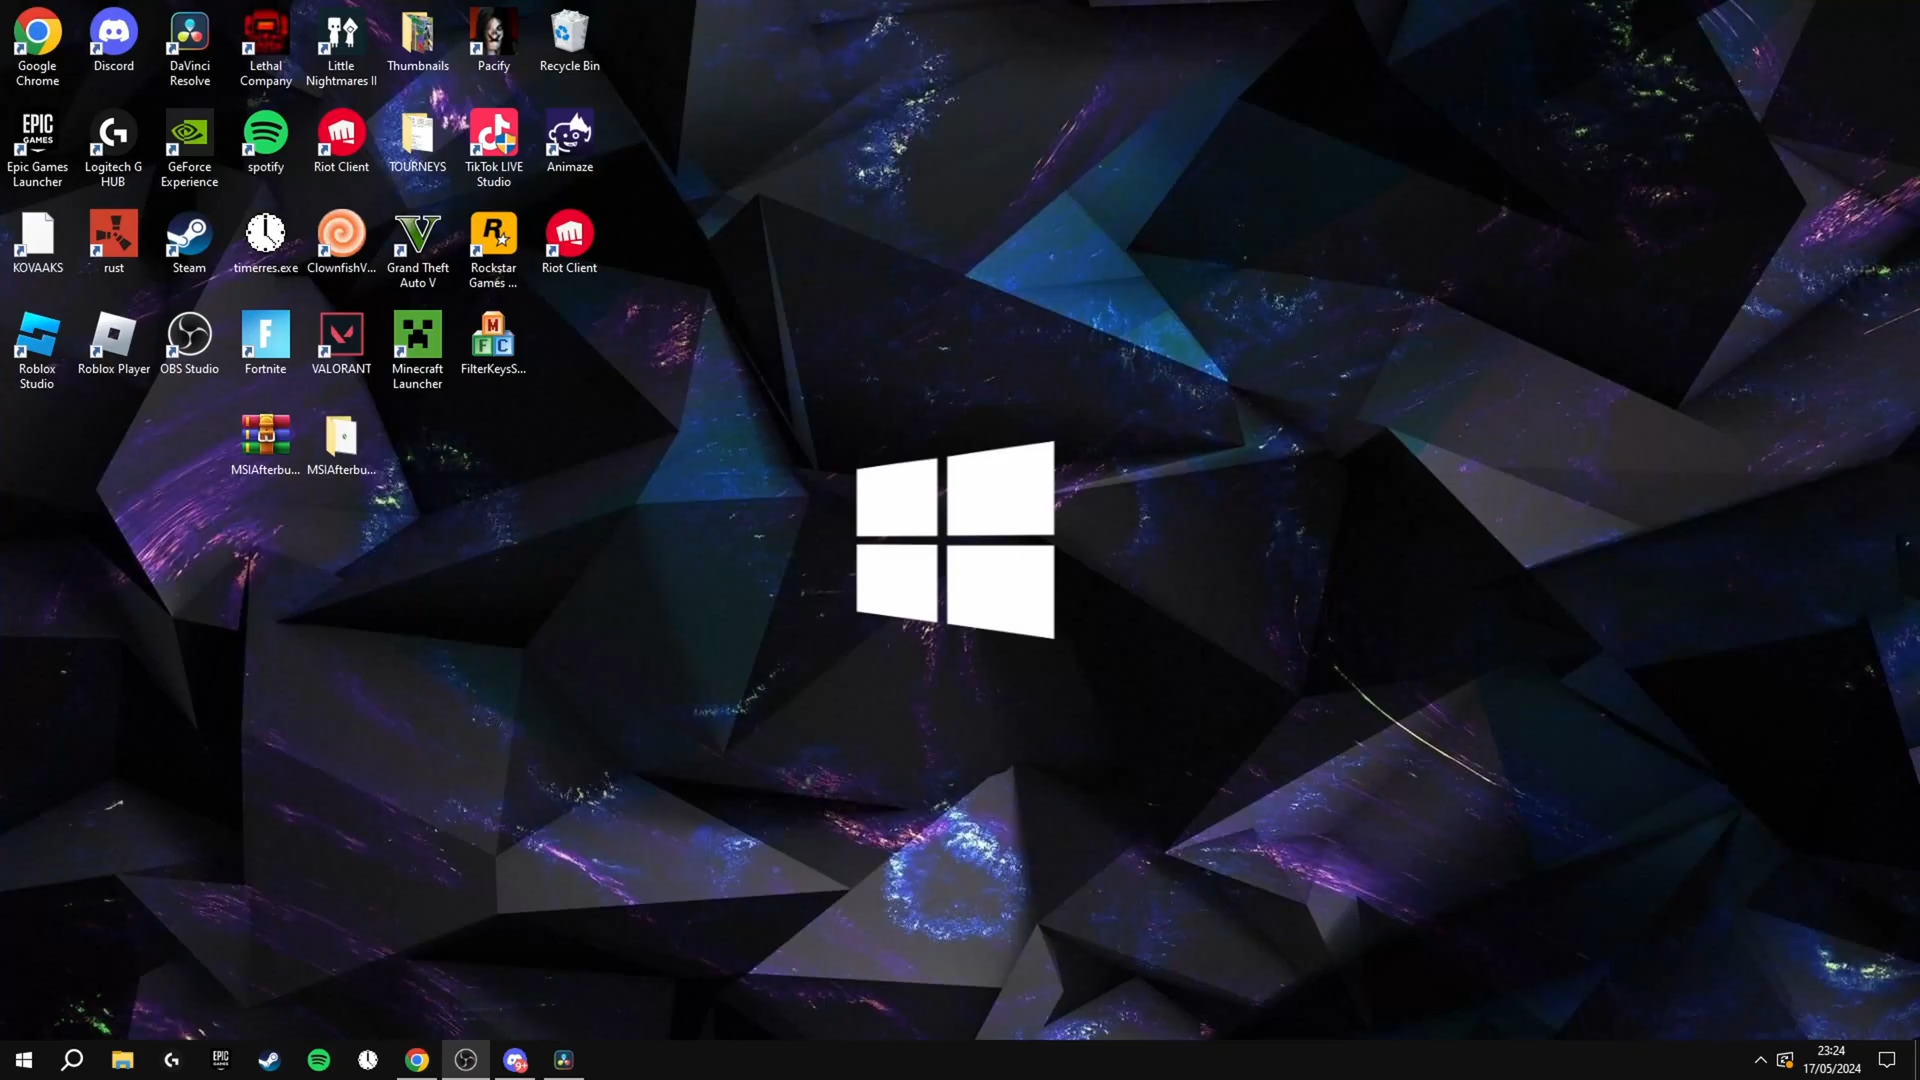 Google
Chrome
Discord
DaVinci
Resolve
Lethal
Company
Little
Nightmares II
Thumbnails
Pacify
Recycle Bin
EPIC
GAMES
Epic Games
Launcher
Logitech G
HUB
GeForce
Experience
spotify
Riot Client
TOURNEYS
TikTok LIVE
Studio
Animaze
KOVAAKS
rust
Steam
timerres.exe
ClownfishV...
V
Grand Theft
Auto V
R
Rockstar
Games ...
Riot Client
Roblox
Studio
Roblox Player
OBS Studio
F
Fortnite
VALORANT
Minecraft
Launcher
M
F C
FilterKeysS...
MSIAfterbu...
MSIAfterbu...
EPIC
GAMES
9+
23:24
17/05/2024